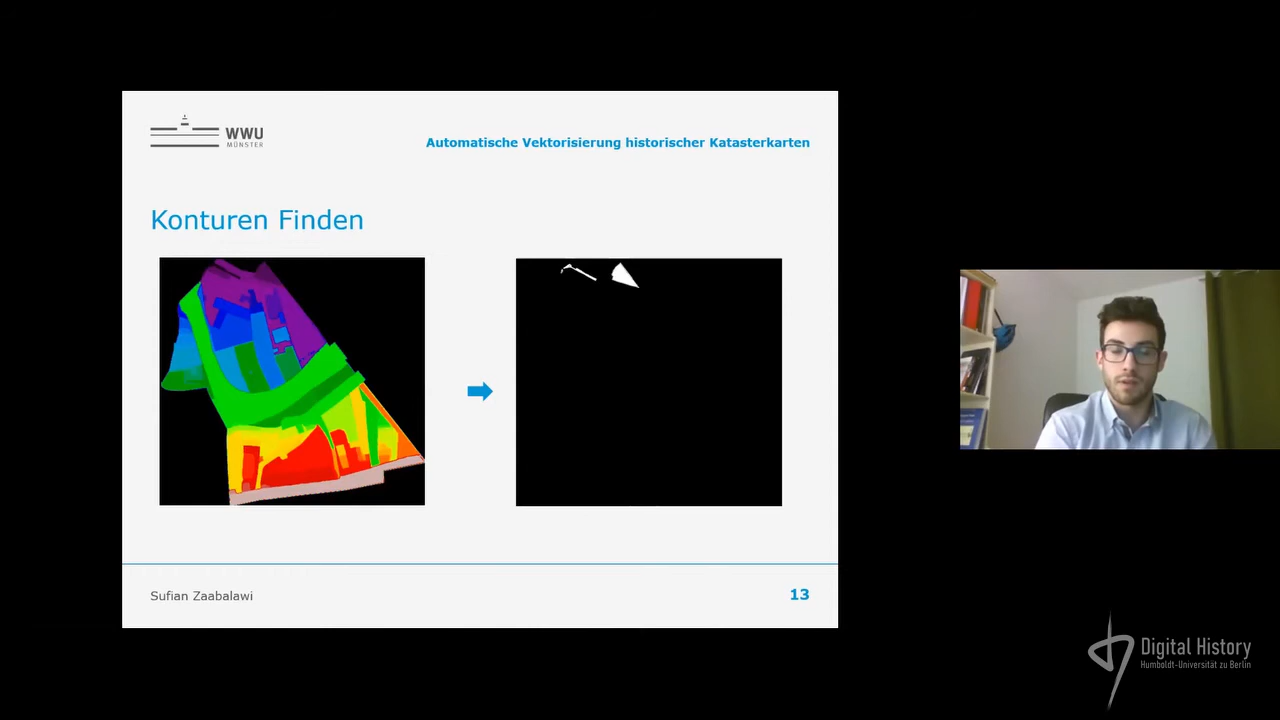 WWU
MÜNSTER
Automatische Vektorisierung historischer Katasterkarten
Konturen Finden
Sufian Zaabalawi
13
Digital History
Humboldt-Universität zu Berlin